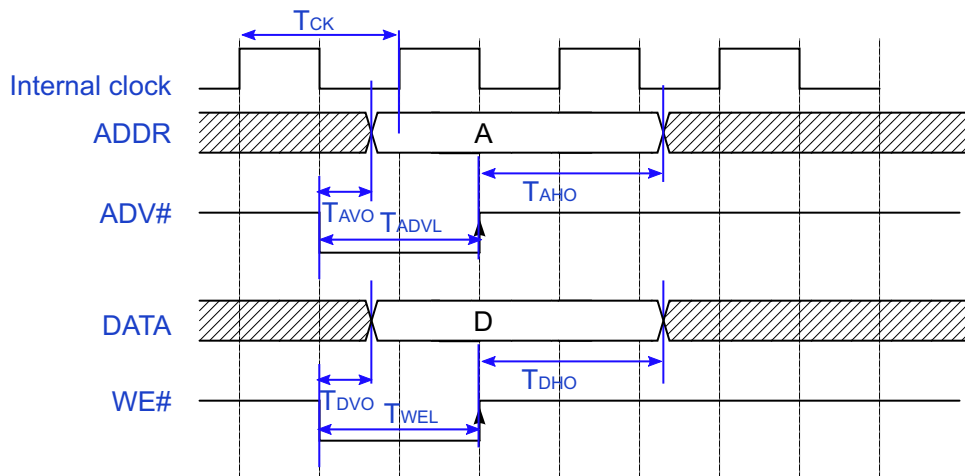 TCK
Internal clock
ADDR
A
TAHO
ADV#
TAVO
TADVL
DATA
D
TDHO
WE#
TDVO
TWEL